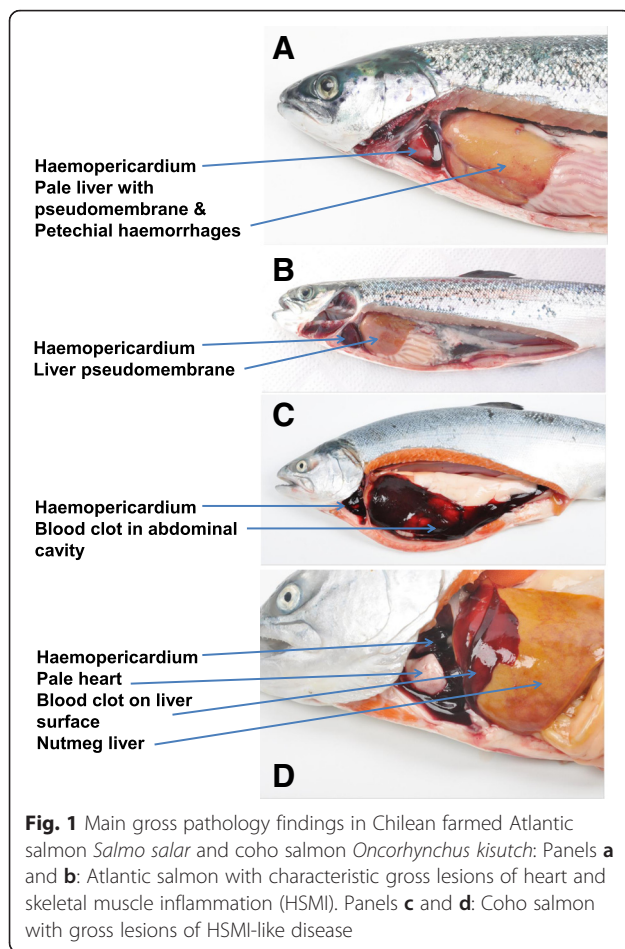 A
Haemopericardium
Pale liver with
pseudomembrane &
Petechial haemorrhages
B
Haemopericardium
Liver pseudomembrane
C
Haemopericardium
Blood clot in abdominal
cavity
Haemopericardium
Pale heart
Blood clot on liver
surface
Nutmeg liver
D
Fig. 1 Main gross pathology findings in Chilean farmed Atlantic
salmon Salmo salar and coho salmon Oncorhynchus kisutch: Panels a
and b: Atlantic salmon with characteristic gross lesions of heart and
skeletal muscle inflammation (HSMI). Panels c and d: Coho salmon
with gross lesions of HSMI-like disease